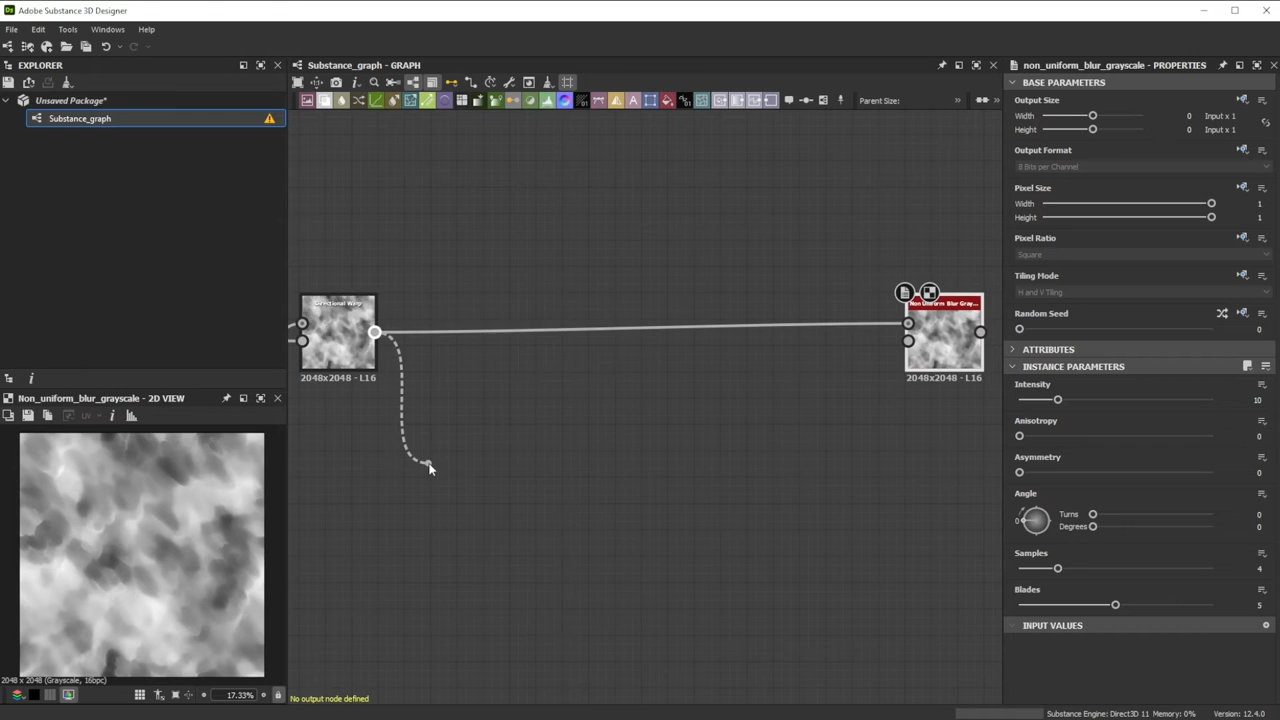 Adobe Substance 3D Designer
File Edit Tools Windows Help
EXPLORER
Unsaved Package*
Substance_graph
Non_uniform_blur_grayscale - 2D VIEW
UV
2048 x 2048 (Grayscale, 16bpc)
17.33%
Substance_graph - GRAPH
Parent Size:
Directional Warp
2048x2048 - L16
Non Uniform Blur Gray...
2048x2048 - L16
No output node defined
non_uniform_blur_grayscale - PROPERTIES
BASE PARAMETERS
Output Size
Width 0 Input x 1
Height 0 Input x 1
Output Format
8 Bits per Channel
Pixel Size
Width 1
Height 1
Pixel Ratio
Square
Tiling Mode
H and V Tiling
Random Seed
0
ATTRIBUTES
INSTANCE PARAMETERS
Intensity
10
Anisotropy
0
Asymmetry
0
Angle
0 Turns 0
Degrees 0
Samples
4
Blades
5
INPUT VALUES
Substance Engine: Direct3D 11 Memory: 0% Version: 12.4.0